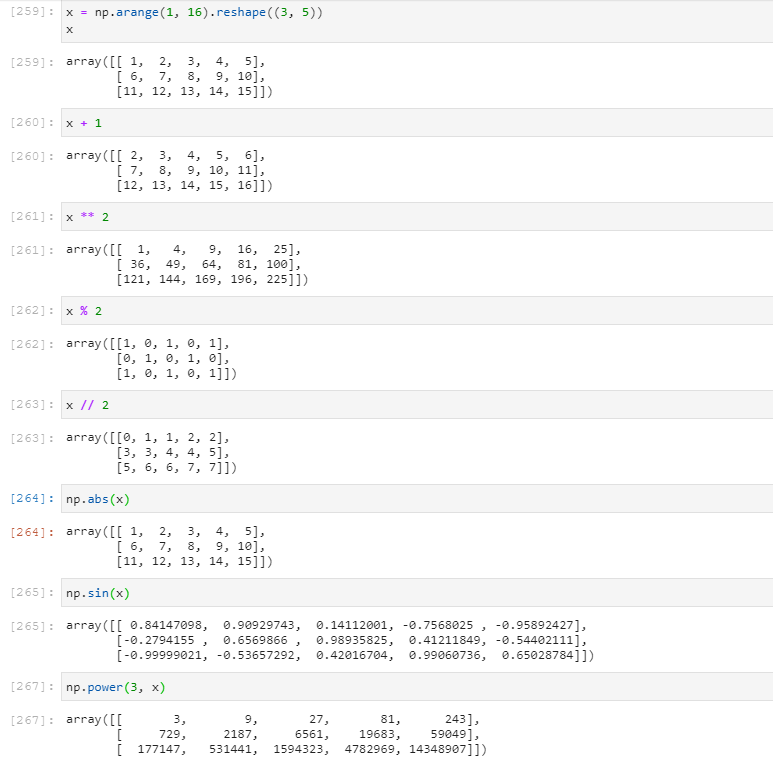 [259]: x = np.arange(1, 16).reshape((3, 5))
x
[259]: array([[ 1,  2,  3,  4,  5],
       [ 6,  7,  8,  9, 10],
       [11, 12, 13, 14, 15]])
[260]: x + 1
[260]: array([[ 2,  3,  4,  5,  6],
       [ 7,  8,  9, 10, 11],
       [12, 13, 14, 15, 16]])
[261]: x ** 2
[261]: array([[  1,   4,   9,  16,  25],
       [ 36,  49,  64,  81, 100],
       [121, 144, 169, 196, 225]])
[262]: x % 2
[262]: array([[1, 0, 1, 0, 1],
       [0, 1, 0, 1, 0],
       [1, 0, 1, 0, 1]])
[263]: x // 2
[263]: array([[0, 1, 1, 2, 2],
       [3, 3, 4, 4, 5],
       [5, 6, 6, 7, 7]])
[264]: np.abs(x)
[264]: array([[ 1,  2,  3,  4,  5],
       [ 6,  7,  8,  9, 10],
       [11, 12, 13, 14, 15]])
[265]: np.sin(x)
[265]: array([[ 0.84147098,  0.90929743,  0.14112001, -0.7568025 , -0.95892427],
       [-0.2794155 ,  0.6569866 ,  0.98935825,  0.41211849, -0.54402111],
       [-0.99999021, -0.53657292,  0.42016704,  0.99060736,  0.65028784]])
[267]: np.power(3, x)
[267]: array([[       3,        9,       27,       81,      243],
       [     729,     2187,     6561,    19683,    59049],
       [  177147,   531441,  1594323,  4782969, 14348907]])